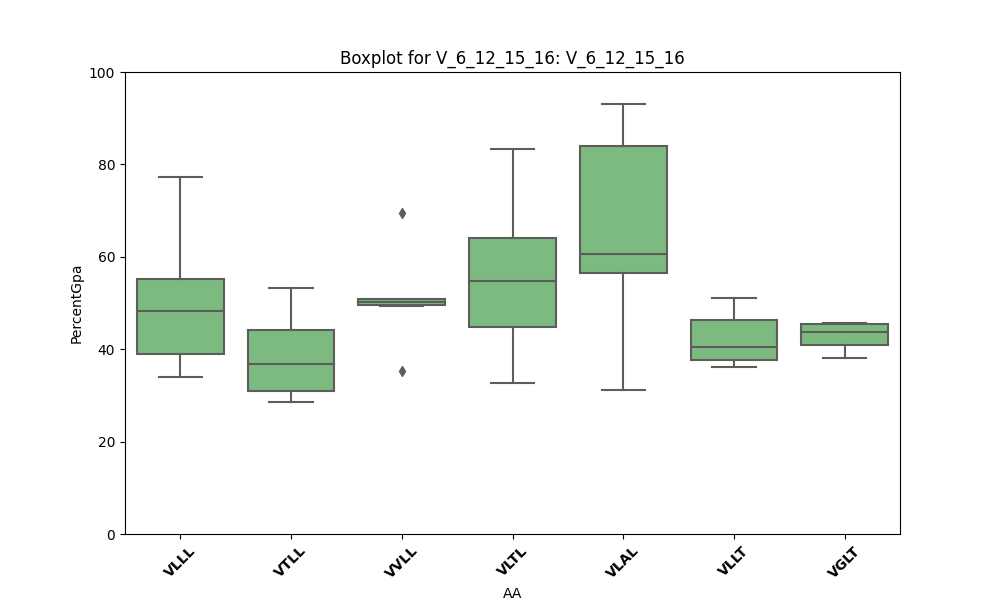 Boxplot for V_6_12_15_16: V_6_12_15_16
100
80
60
40
20
0
PercentGpa
VLLL
VTLL
VVLL
VLTL
VLAL
VLLT
VGLT
AA